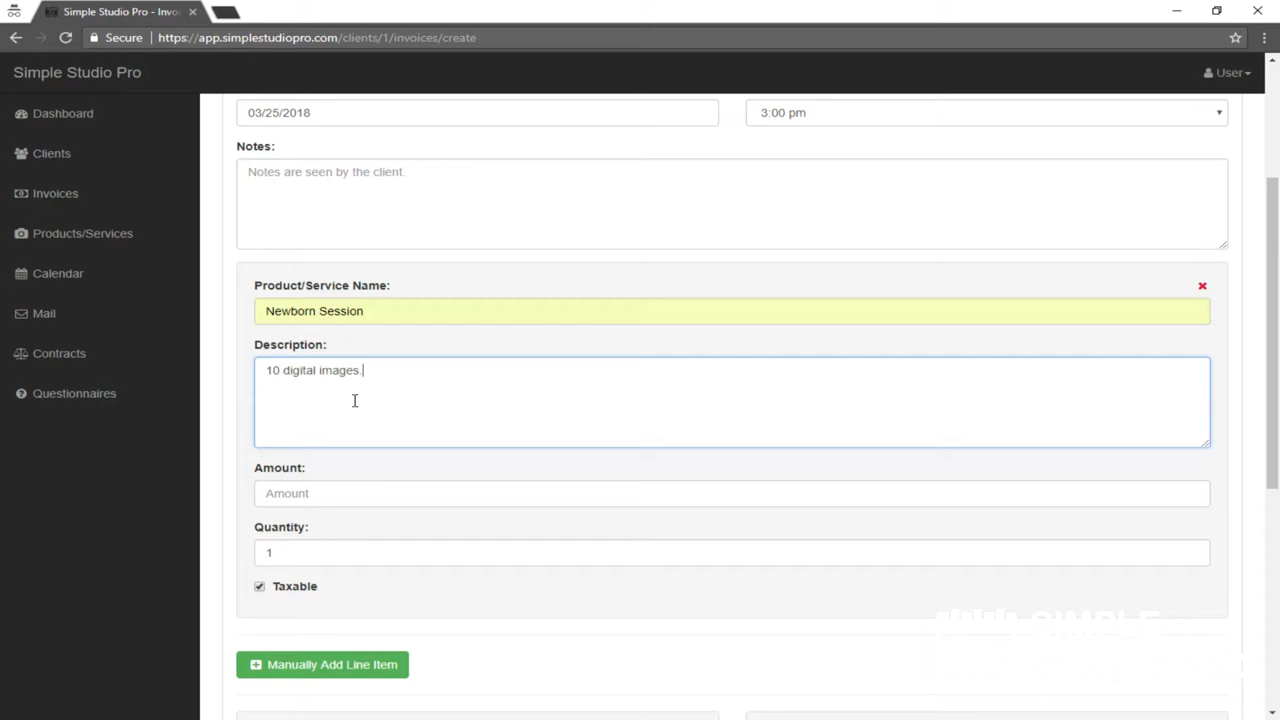 Simple Studio Pro - Invo
Secure | https://app.simplestudiopro.com/clients/1/invoices/create
Simple Studio Pro
User
Dashboard
Clients
Invoices
Products/Services
Calendar
Mail
Contracts
Questionnaires
03/25/2018
3:00 pm
Notes:
Notes are seen by the client.
Product/Service Name:
Newborn Session
Description:
10 digital images.
Amount:
Amount
Quantity:
1
Taxable
SIMPLE
Manually Add Line Item